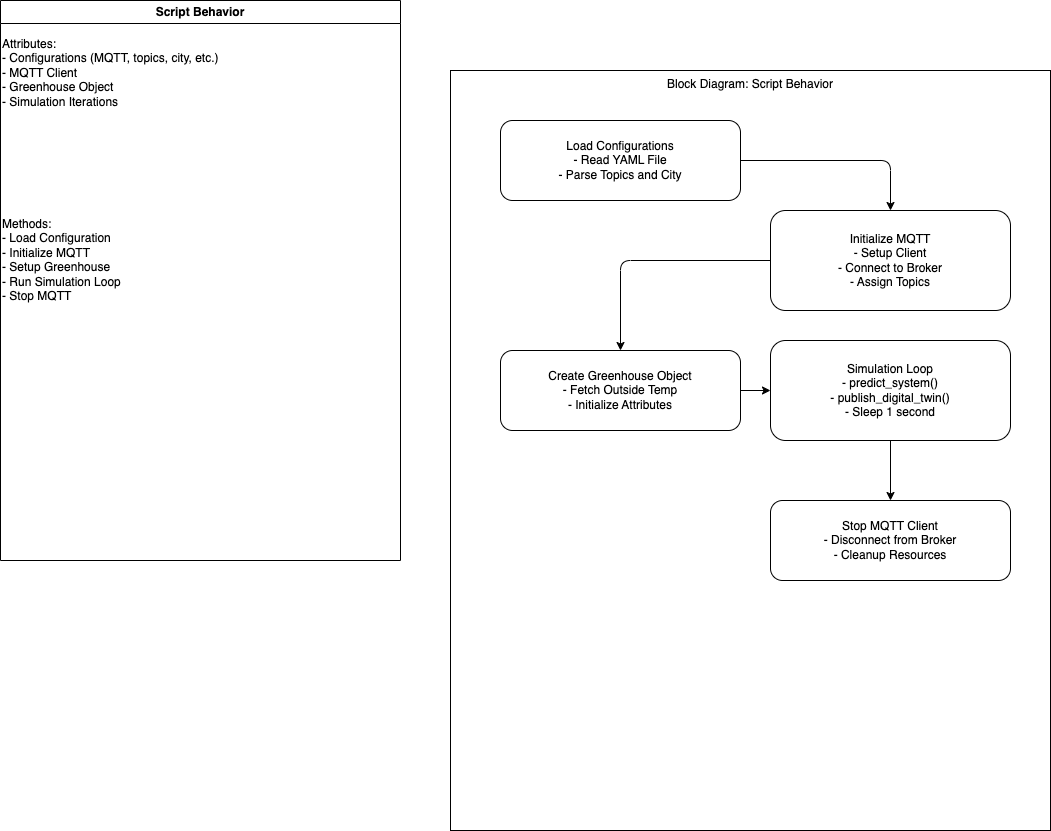 Script Behavior
Attributes:
- Configurations (MQTT, topics, city, etc.)
- MQTT Client
- Greenhouse Object
- Simulation Iterations
Methods:
- Load Configuration
- Initialize MQTT
- Setup Greenhouse
- Run Simulation Loop
- Stop MQTT
Block Diagram: Script Behavior
Load Configurations
- Read YAML File
- Parse Topics and City
Initialize MQTT
- Setup Client
- Connect to Broker
- Assign Topics
Create Greenhouse Object
- Fetch Outside Temp
- Initialize Attributes
Simulation Loop
- predict_system()
- publish_digital_twin()
- Sleep 1 second
Stop MQTT Client
- Disconnect from Broker
- Cleanup Resources